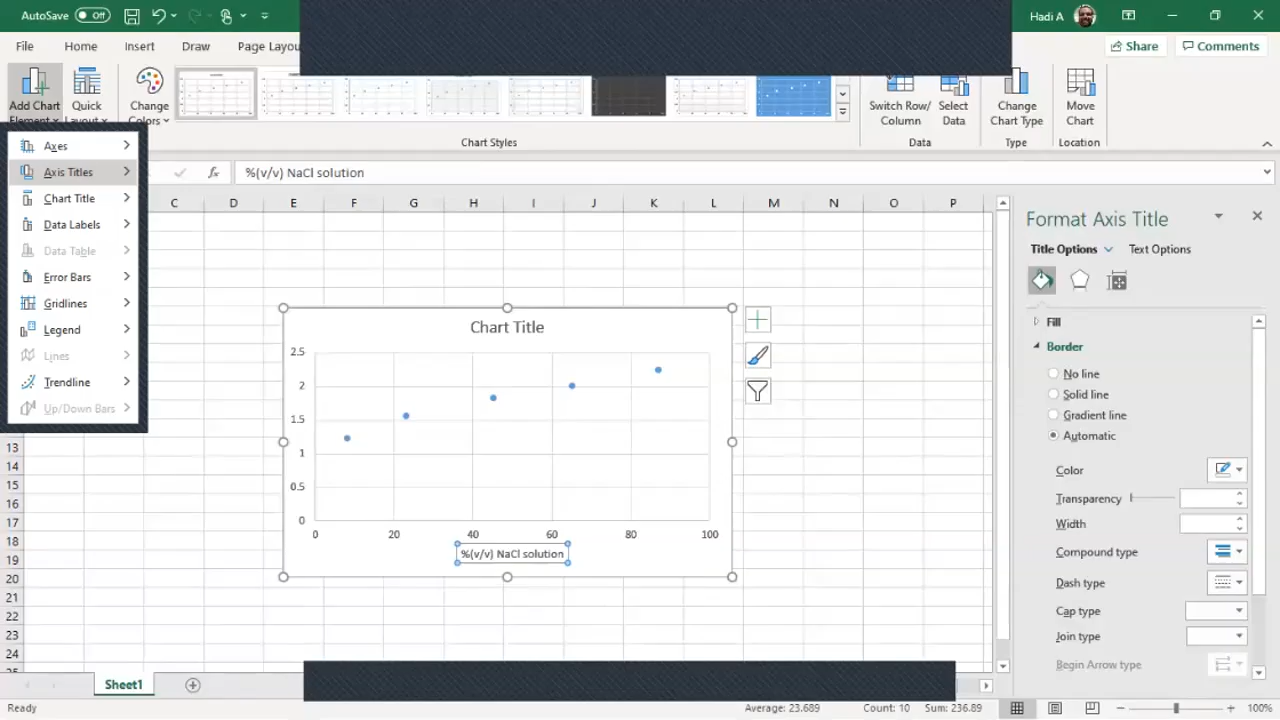 AutoSave Off Hadi A
File Home Insert Draw Page Layou Share Comments
Add Chart Element Quick Layout Change Colors Switch Row/ Column Select Data Change Chart Type Move Chart
Chart Styles Data Type Location
%(v/v) NaCl solution
Axes
Axis Titles
Chart Title
Data Labels
Data Table
Error Bars
Gridlines
Legend
Lines
Trendline
Up/Down Bars
C D E F G H I J K L M N O P
13
14
15
16
17
18
19
20
21
22
23
24
25
Chart Title
2.5
2
1.5
1
0.5
0
0 20 40 60 80 100
%(v/v) NaCl solution
Format Axis Title
Title Options Text Options
Fill
Border
No line
Solid line
Gradient line
Automatic
Color
Transparency
Width
Compound type
Dash type
Cap type
Join type
Begin Arrow type
Sheet1
Ready Average: 23.689 Count: 10 Sum: 236.89 100%